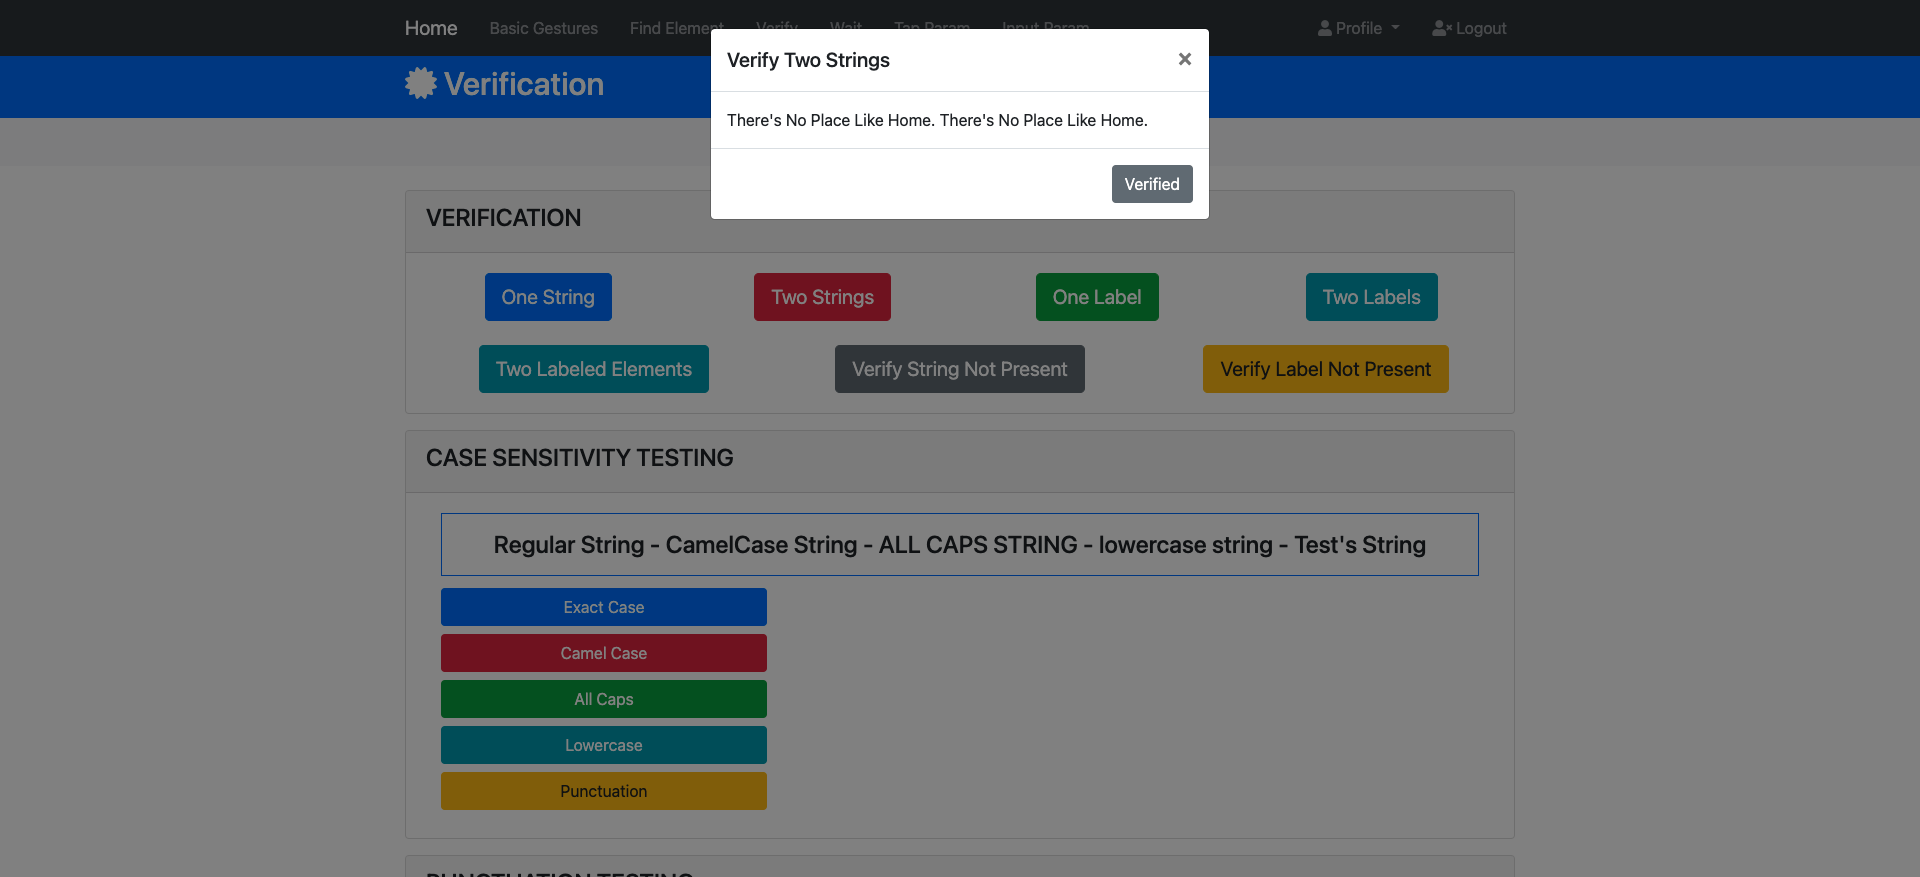 Home Basic Gestures Find Element Verify Wait Tap Param Input Param Profile Logout
Verification
Verify Two Strings ×
There's No Place Like Home. There's No Place Like Home.
Verified
VERIFICATION
One String Two Strings One Label Two Labels
Two Labeled Elements Verify String Not Present Verify Label Not Present
CASE SENSITIVITY TESTING
Regular String - CamelCase String - ALL CAPS STRING - lowercase string - Test's String
Exact Case
Camel Case
All Caps
Lowercase
Punctuation
PUNCTUATION TESTING